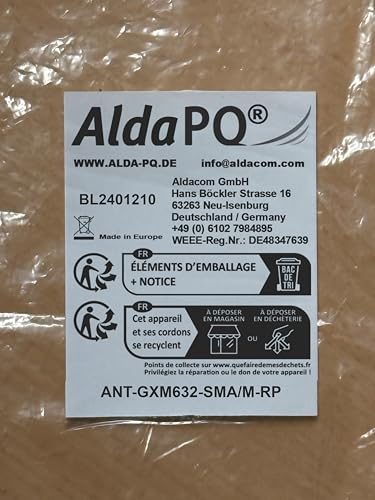 AldaPQ®
WWW.ALDA-PQ.DE info@aldacom.com
BL2401210
Made in Europe
Aldacom GmbH
Hans Böckler Strasse 16
63263 Neu-Isenburg
Deutschland / Germany
+49 (0) 6102 7984895
WEEE-Reg.Nr.: DE48347639
FR
ÉLÉMENTS D'EMBALLAGE
+ NOTICE
BAC
DE
TRI
FR
Cet appareil
et ses cordons
se recyclent
À DÉPOSER
EN MAGASIN
OU
À DÉPOSER
EN DÉCHÈTERIE
Points de collecte sur www.quefairedemesdechets.fr
Privilégiez la réparation ou le don de votre appareil !
ANT-GXM632-SMA/M-RP